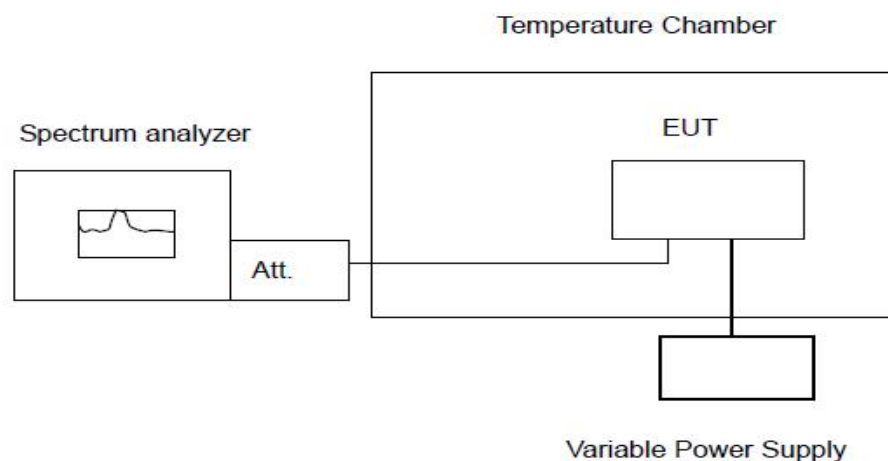 Temperature Chamber
Spectrum analyzer
EUT
Att.
Variable Power Supply